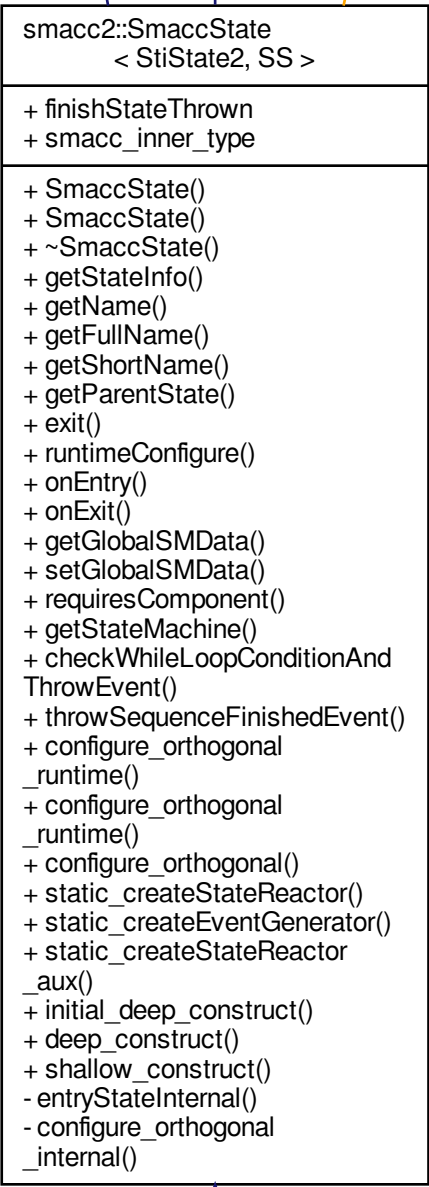 smacc2::SmaccState
< StiState2, SS >
+ finishStateThrown
+ smacc_inner_type
+ SmaccState()
+ SmaccState()
+ ~SmaccState()
+ getStateInfo()
+ getName()
+ getFullName()
+ getShortName()
+ getParentState()
+ exit()
+ runtimeConfigure()
+ onEntry()
+ onExit()
+ getGlobalSMData()
+ setGlobalSMData()
+ requiresComponent()
+ getStateMachine()
+ checkWhileLoopConditionAnd
ThrowEvent()
+ throwSequenceFinishedEvent()
+ configure_orthogonal
_runtime()
+ configure_orthogonal
_runtime()
+ configure_orthogonal()
+ static_createStateReactor()
+ static_createEventGenerator()
+ static_createStateReactor
_aux()
+ initial_deep_construct()
+ deep_construct()
+ shallow_construct()
- entryStateInternal()
- configure_orthogonal
_internal()